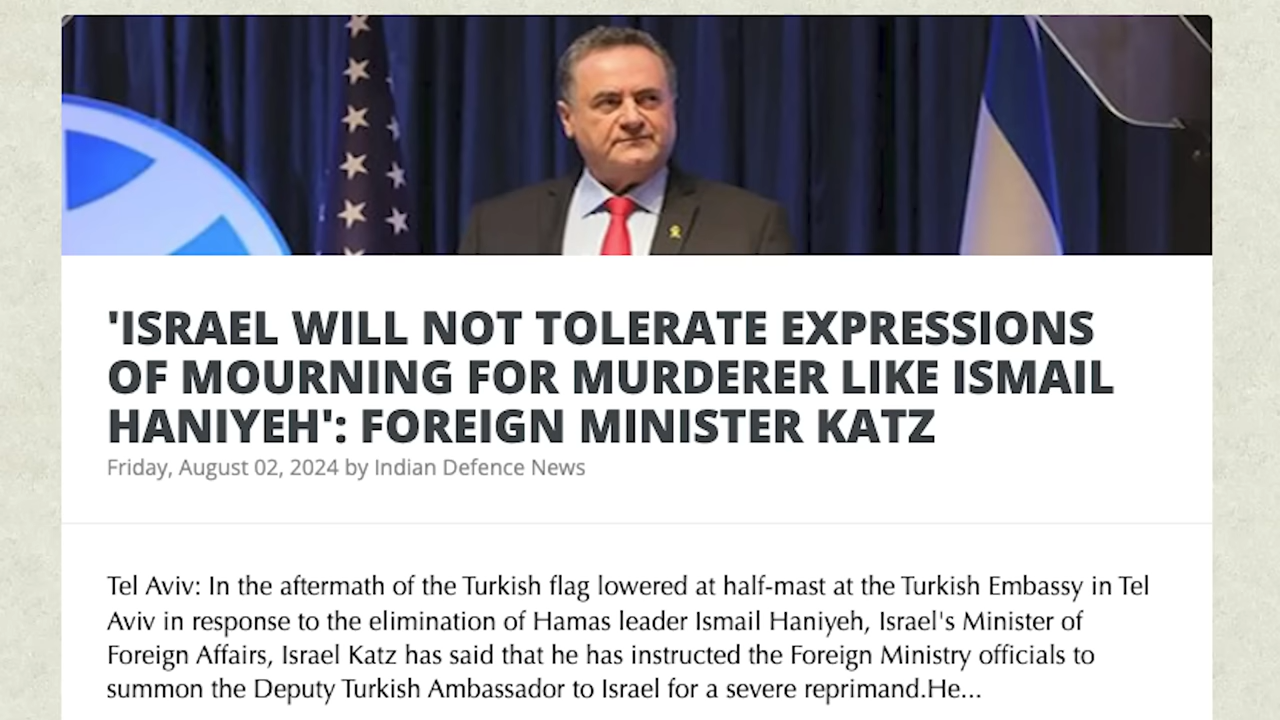 'ISRAEL WILL NOT TOLERATE EXPRESSIONS
OF MOURNING FOR MURDERER LIKE ISMAIL
HANIYEH': FOREIGN MINISTER KATZ
Friday, August 02, 2024 by Indian Defence News
Tel Aviv: In the aftermath of the Turkish flag lowered at half-mast at the Turkish Embassy in Tel
Aviv in response to the elimination of Hamas leader Ismail Haniyeh, Israel's Minister of
Foreign Affairs, Israel Katz has said that he has instructed the Foreign Ministry officials to
summon the Deputy Turkish Ambassador to Israel for a severe reprimand.He...